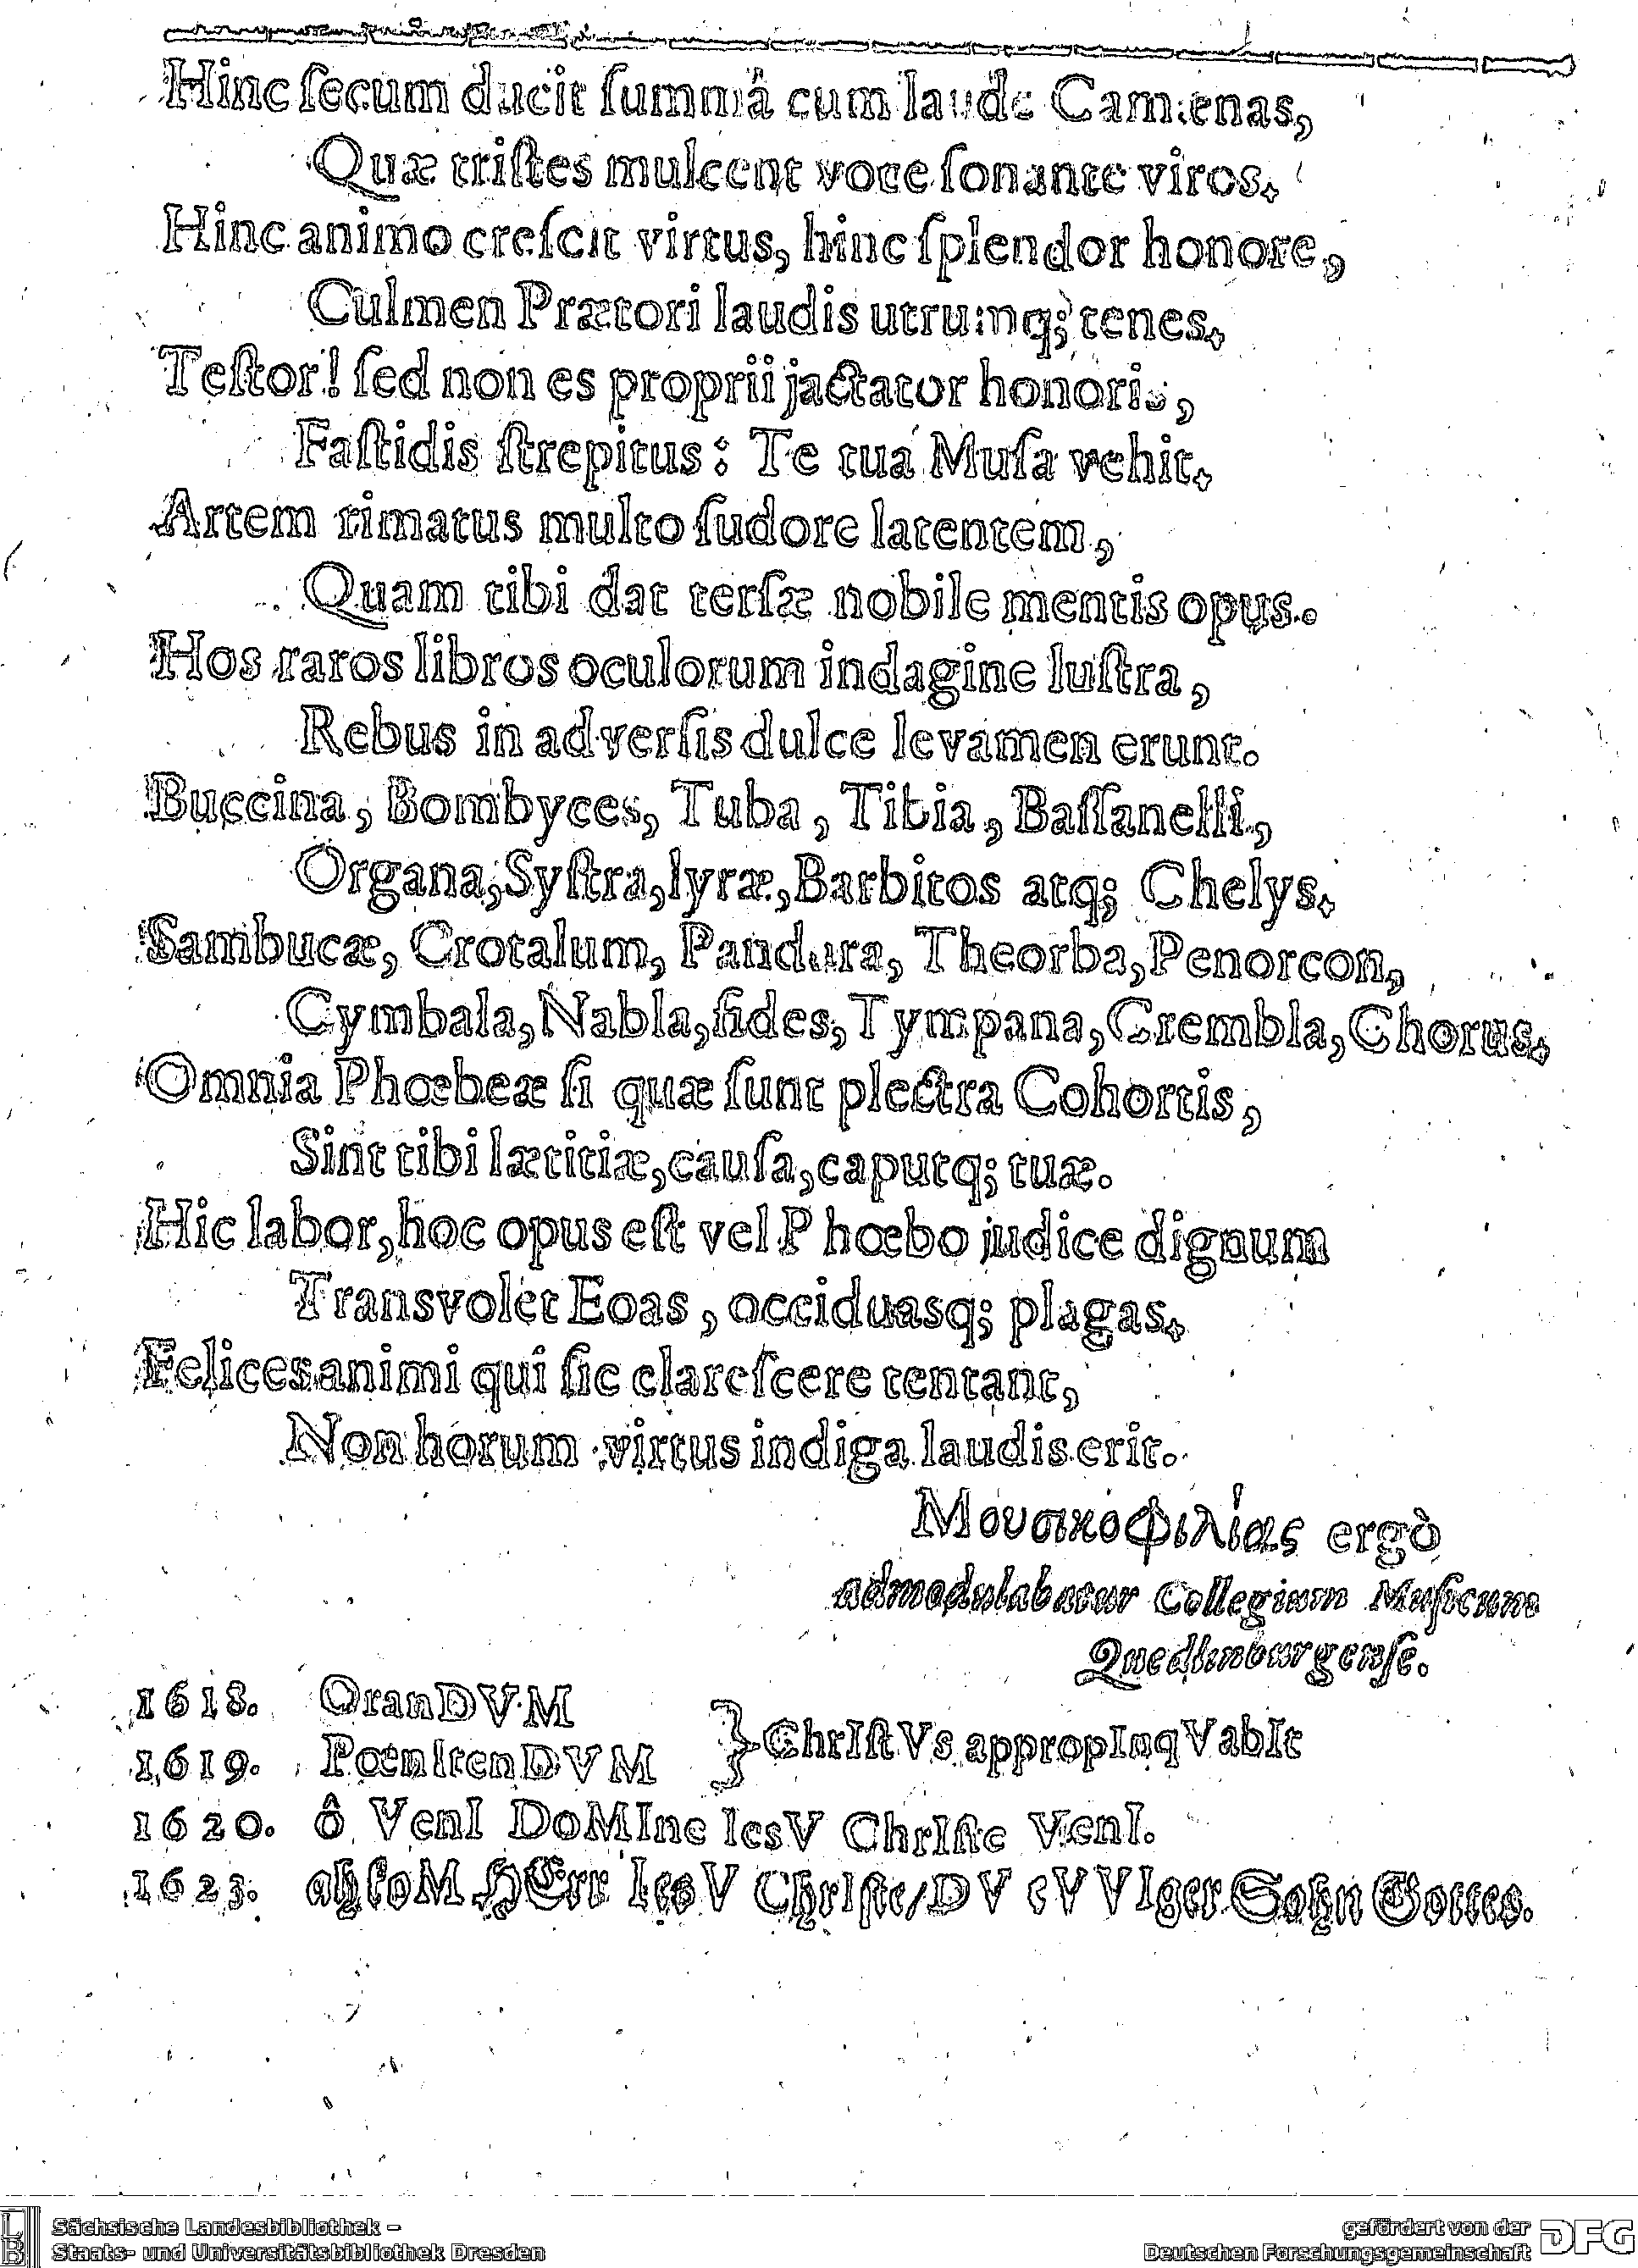 Hinc ſecum ducit ſummâ cum laude Camœnas,
Quæ triſtes mulcent voce ſonante viros.
Hinc animo creſcit virtus, hinc ſplendor honore,
Culmen Prætori laudis utrumq; tenes.
Teſtor! ſed non es proprii jactator honoris,
Faſtidis ſtrepitus: Te tua Muſa vehit.
Artem rimatus multo ſudore latentem,
Quam tibi dat terſæ nobile mentis opus.
Hos raros libros oculorum indagine luſtra,
Rebus in adverſis dulce levamen erunt.
Buccina, Bombyces, Tuba, Tibia, Baſſanelli,
Organa, Syſtra, lyræ, Barbitos atq; Chelys.
Sambucæ, Crotalum, Pandura, Theorba, Penorcon,
Cymbala, Nabla, fides, Tympana, Crembla, Chorus.
Omnia Phœbeæ ſi quæ ſunt plectra Cohortis,
Sint tibi lætitiæ, cauſa, caputq; tuæ.
Hic labor, hoc opus eſt vel Phœbo judice dignum
Transvolet Eoas, occiduasq; plagas.
Felices animi qui ſic clareſcere tentant,
Non horum virtus indiga laudis erit.
Μουσικοφιλίας ergò
admodulabatur Collegium Muſicum
Quedlinburgenſe.
1618. OranDVM
1619. PœnItenDVM } ChrIſtVs appropInqVabIt
1620. ô VenI DoMIne IesV ChrIſte VenI.
1623. ah ſoM HErr IesV ChrIſte/ DV eVVIger Sohn Gottes.
Sächsische Landesbibliothek –
Staats- und Universitätsbibliothek Dresden
gefördert von der
Deutschen Forschungsgemeinschaft DFG